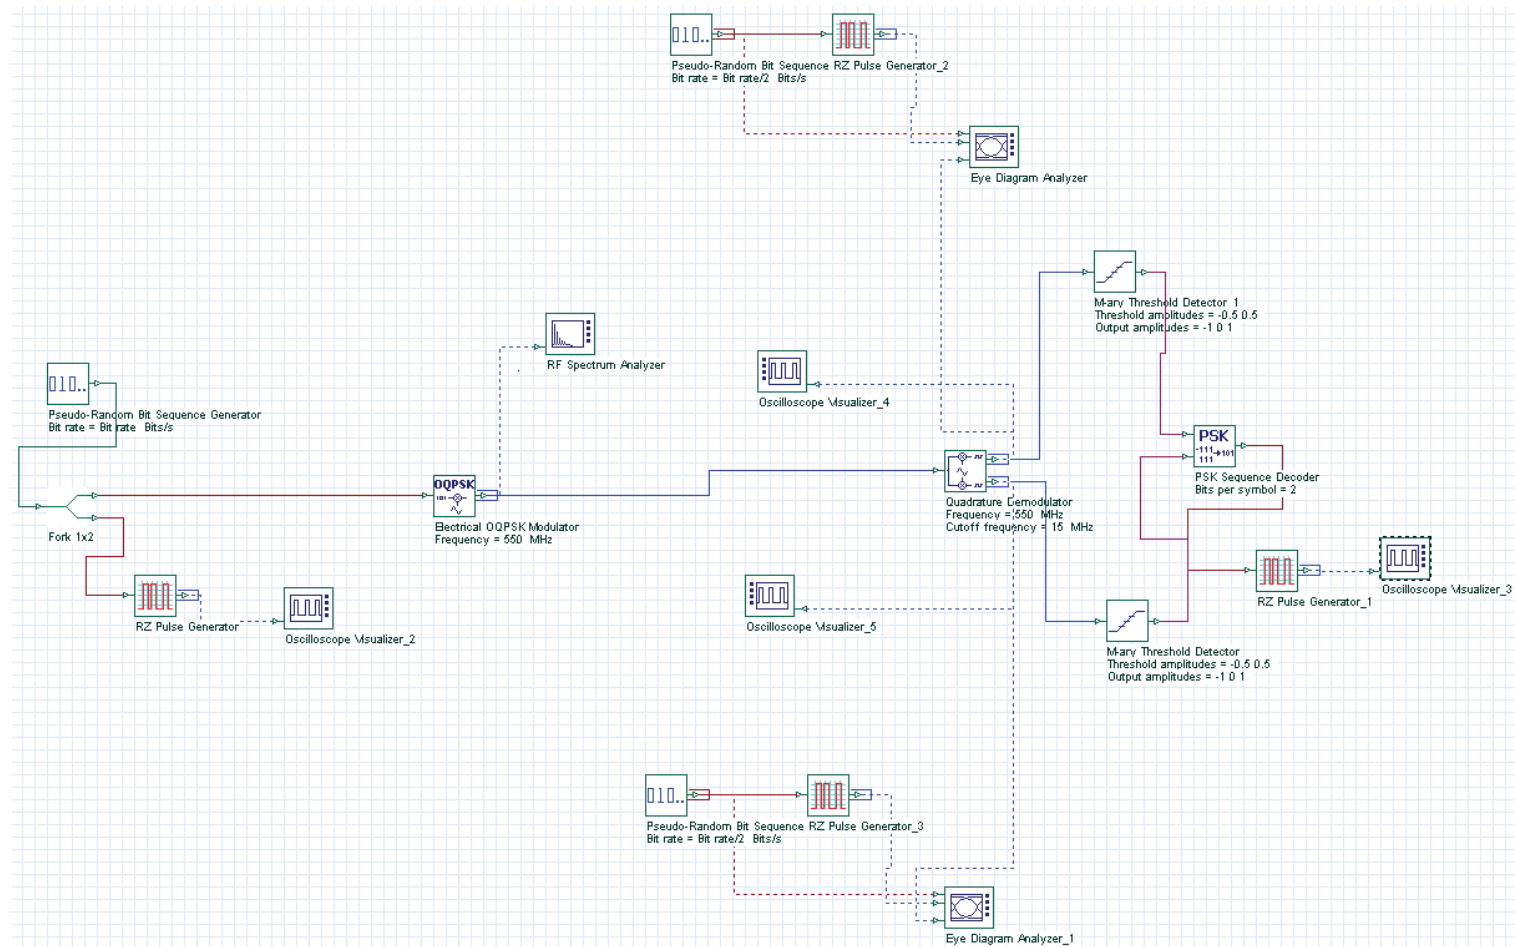 010..
Pseudo-Random Bit Sequence RZ Pulse Generator_2
Bit rate = Bit rate/2 Bits/s
Eye Diagram Analyzer
M-ary Threshold Detector 1
Threshold amplitudes = -0.5 0.5
Output amplitudes = -1 0 1
RF Spectrum Analyzer
010..
Pseudo-Random Bit Sequence Generator
Bit rate = Bit rate Bits/s
Oscilloscope Visualizer_4
PSK
-111
111 →101
PSK Sequence Decoder
Bits per symbol = 2
OQPSK
101
Electrical OQPSK Modulator
Frequency = 550 MHz
Quadrature Demodulator
Frequency = 550 MHz
Cutoff frequency = 15 MHz
Fork 1x2
RZ Pulse Generator
Oscilloscope Visualizer_2
Oscilloscope Visualizer_5
RZ Pulse Generator_1
Oscilloscope Visualizer_3
M-ary Threshold Detector
Threshold amplitudes = -0.5 0.5
Output amplitudes = -1 0 1
010..
Pseudo-Random Bit Sequence RZ Pulse Generator_3
Bit rate = Bit rate/2 Bits/s
Eye Diagram Analyzer_1